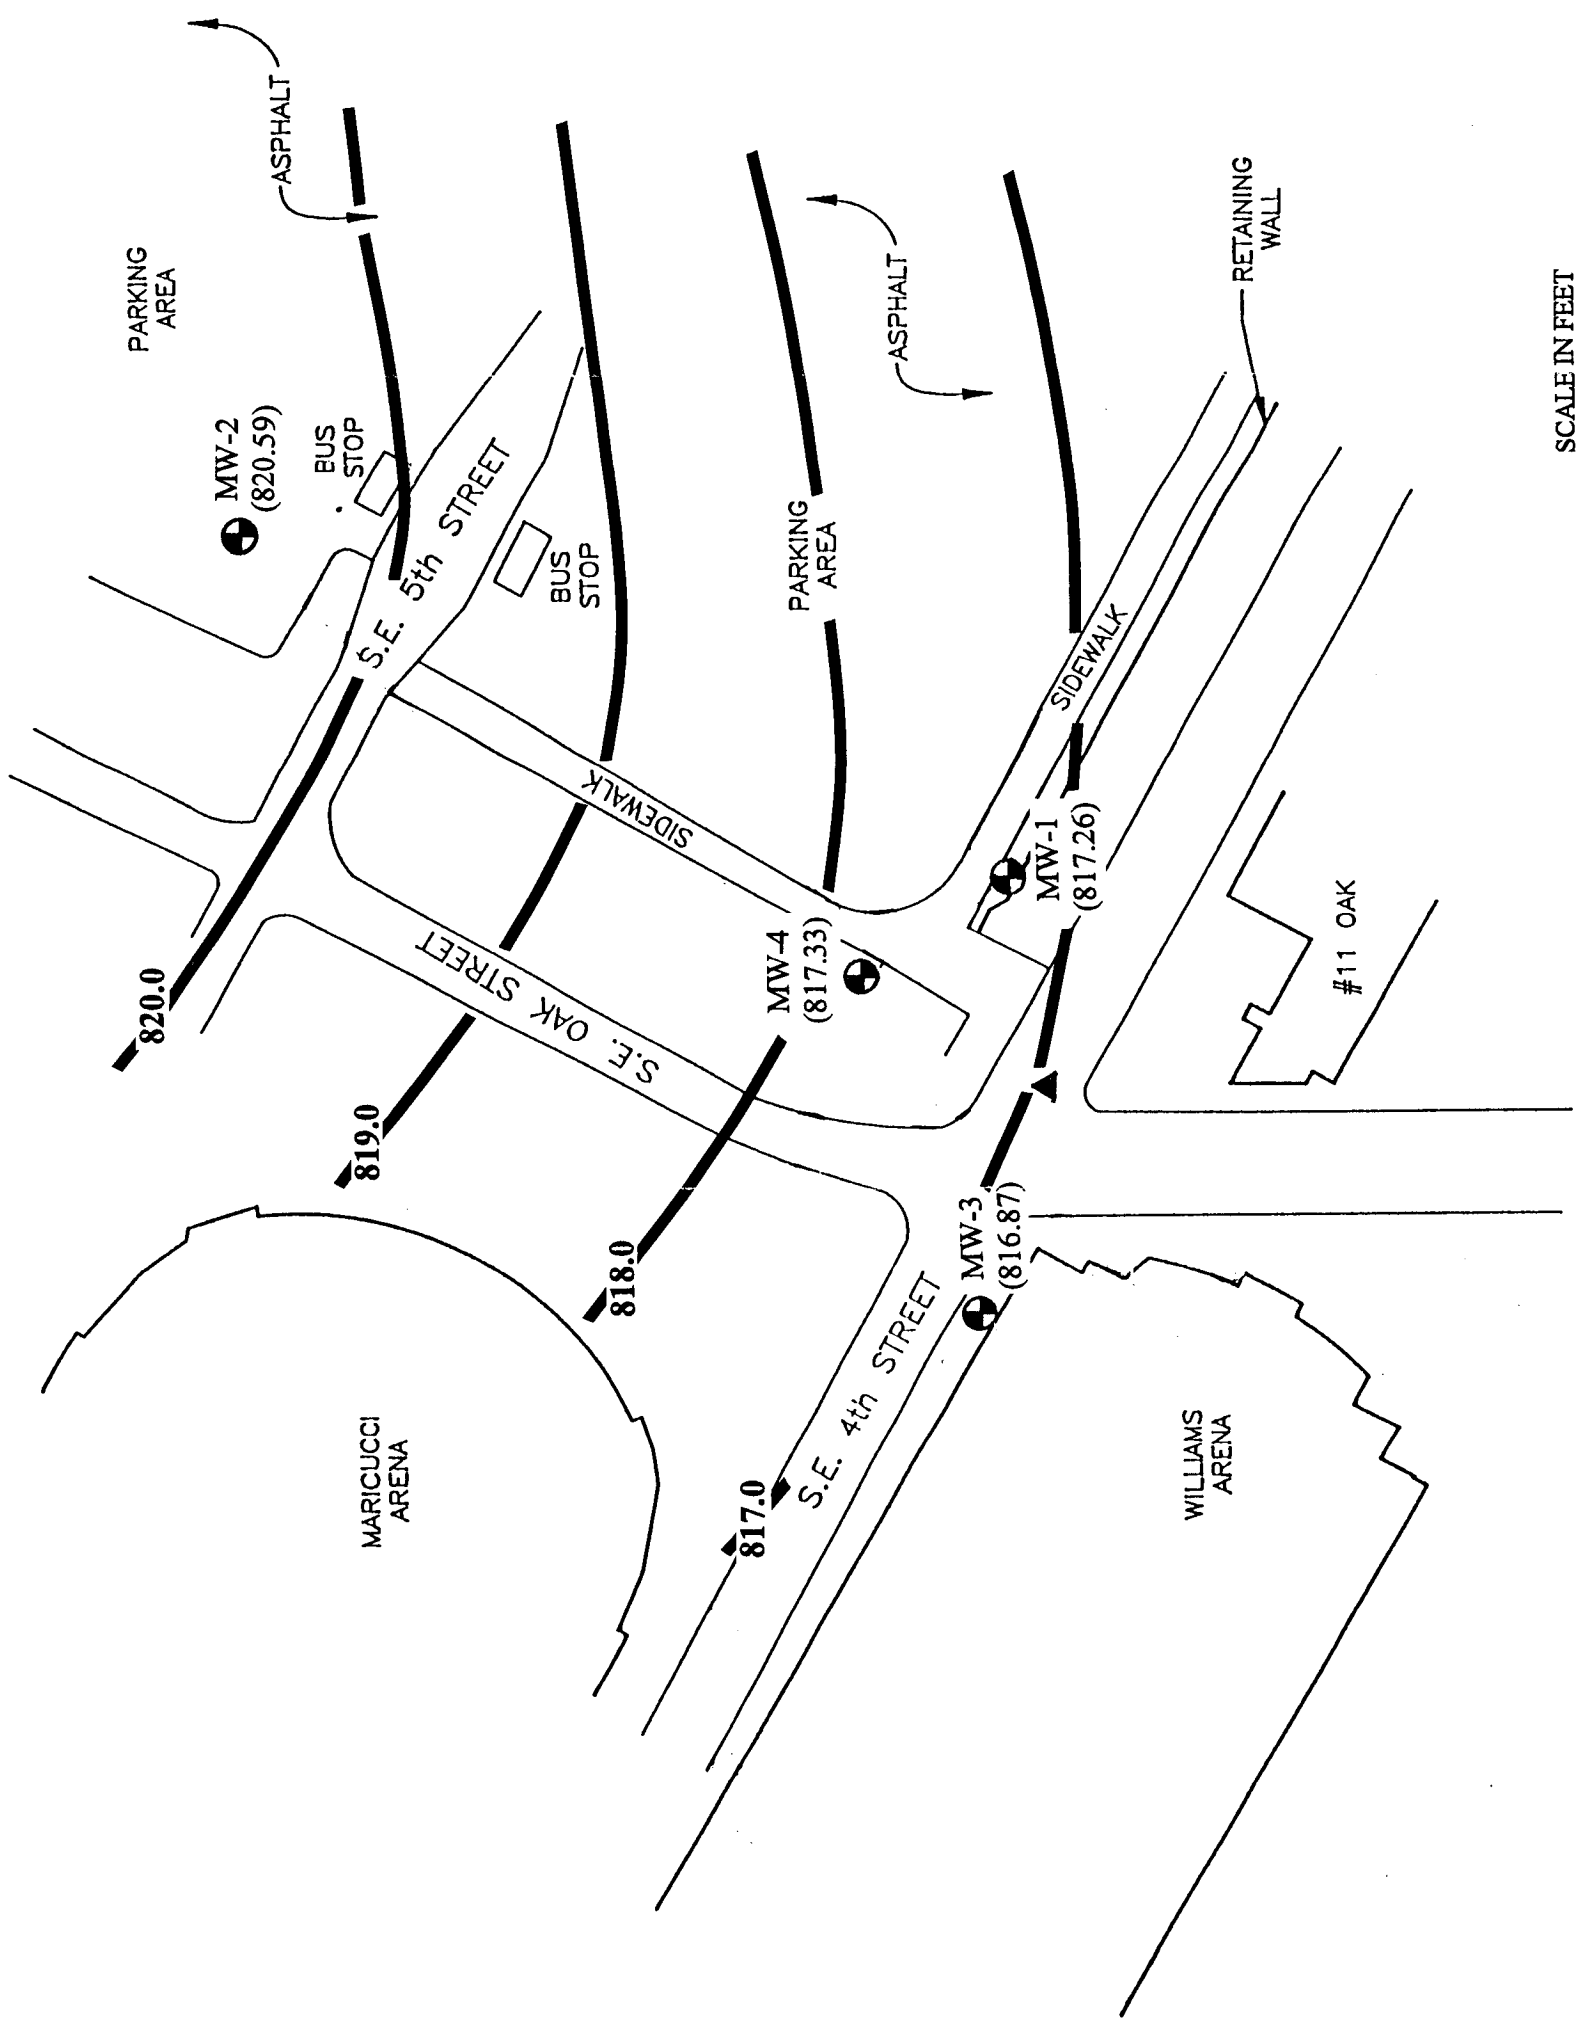 MARICUCCI
ARENA
820.0
819.0
818.0
817.0
S.E. OAK STREET
S.E. 5th STREET
S.E. 4th STREET
SIDEWALK
MW-2
(820.59)
BUS
STOP
BUS
STOP
PARKING
AREA
ASPHALT
PARKING
AREA
ASPHALT
MW-4
(817.33)
MW-1
(817.26)
MW-3
(816.87)
SIDEWALK
RETAINING
WALL
#11 OAK
WILLIAMS
ARENA
SCALE IN FEET